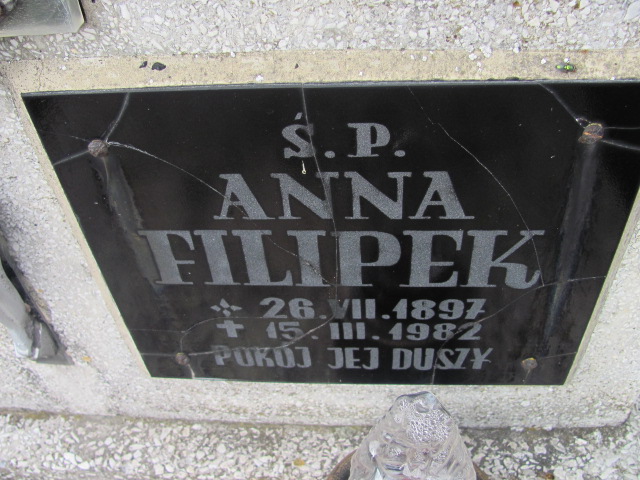 Ś.P.
ANNA
FILIPEK
26.VII.1897
✝ 15.III.1982
POKÓJ JEJ DUSZY